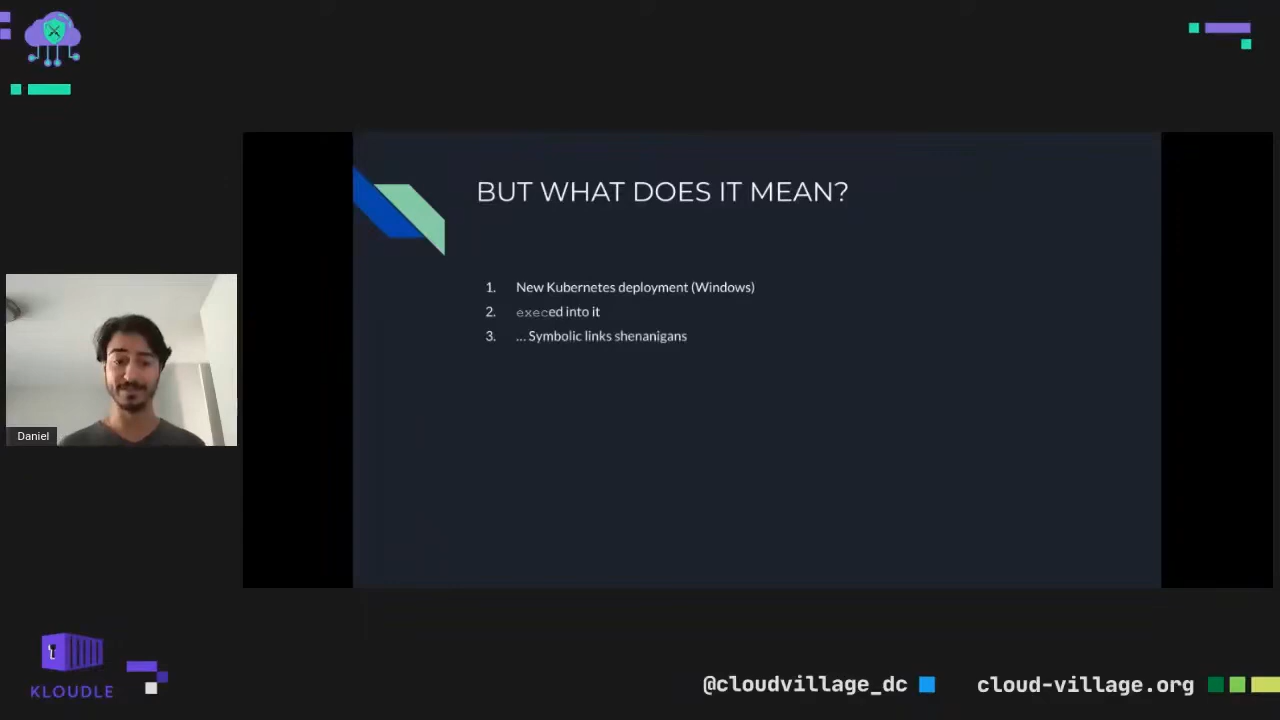 BUT WHAT DOES IT MEAN?
1. New Kubernetes deployment (Windows)
2. execed into it
3. ... Symbolic links shenanigans
Daniel
KLOUDLE
@cloudvillage_dc
cloud-village.org